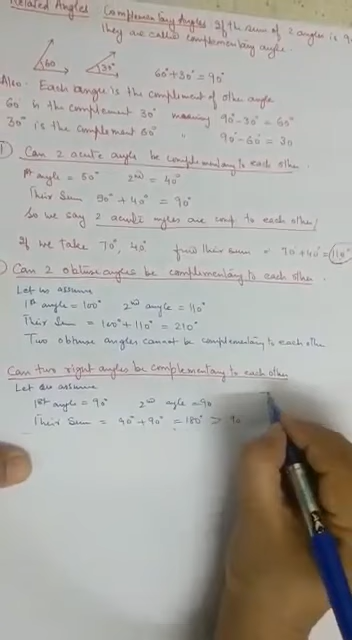 Related Angles Complementary Angles If the sum of 2 angles is 90
They are called complementary angle.
60 30° 60°+30° = 90°
Also. Each angle is the complement of other angle
60° is the complement 30° meaning 90°-30° = 60°
30° is the complement 60° " 90°-60° = 30
1) Can 2 acute angle be complementary to each other.
1st angle = 50° 2nd = 40°
Their Sum 50° + 40° = 90°
So we say 2 acute angles are comp to each other/
If we take 70°, 40° find their sum = 70°+40° = 110°
) Can 2 obtuse angles be complementary to each other.
Let us assume
1st angle = 100° 2nd angle = 110°
Their Sum = 100°+110° = 210°
Two obtuse angles cannot be complementary to each other
Can two right angles be complementary to each other
Let us assume
1st angle = 90° 2nd angle = 90
Their Sum = 90° + 90° = 180° > 90